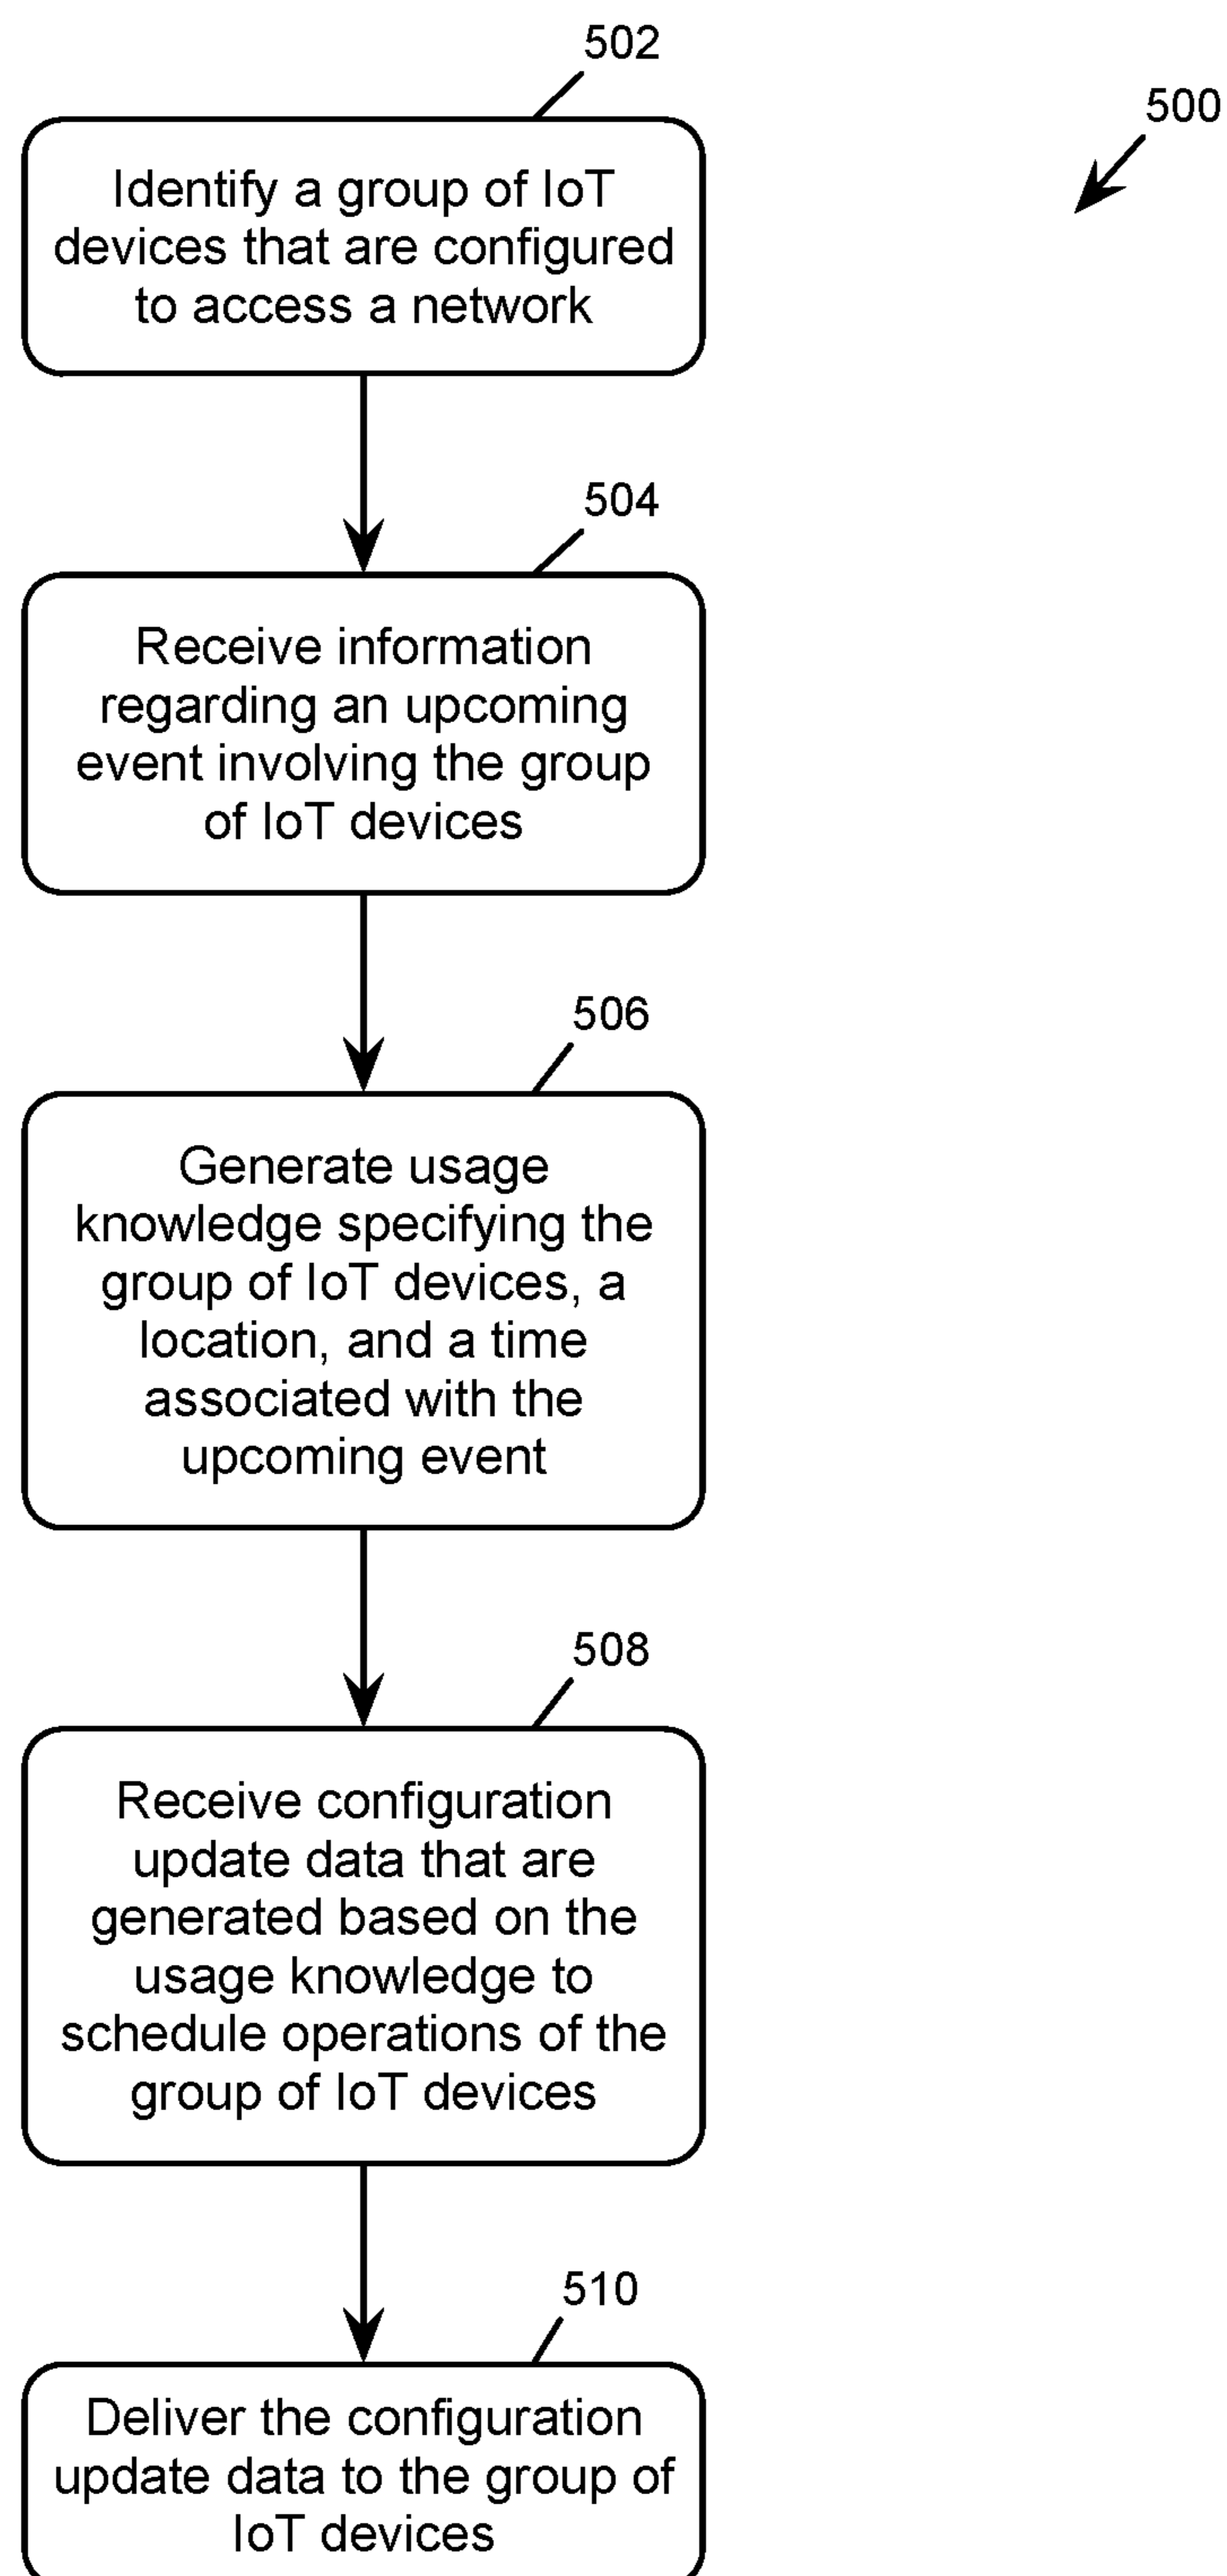 502
500
Identify a group of IoT
devices that are configured
to access a network
504
Receive information
regarding an upcoming
event involving the group
of IoT devices
506
Generate usage
knowledge specifying the
group of IoT devices, a
location, and a time
associated with the
upcoming event
508
Receive configuration
update data that are
generated based on the
usage knowledge to
schedule operations of the
group of IoT devices
510
Deliver the configuration
update data to the group of
IoT devices